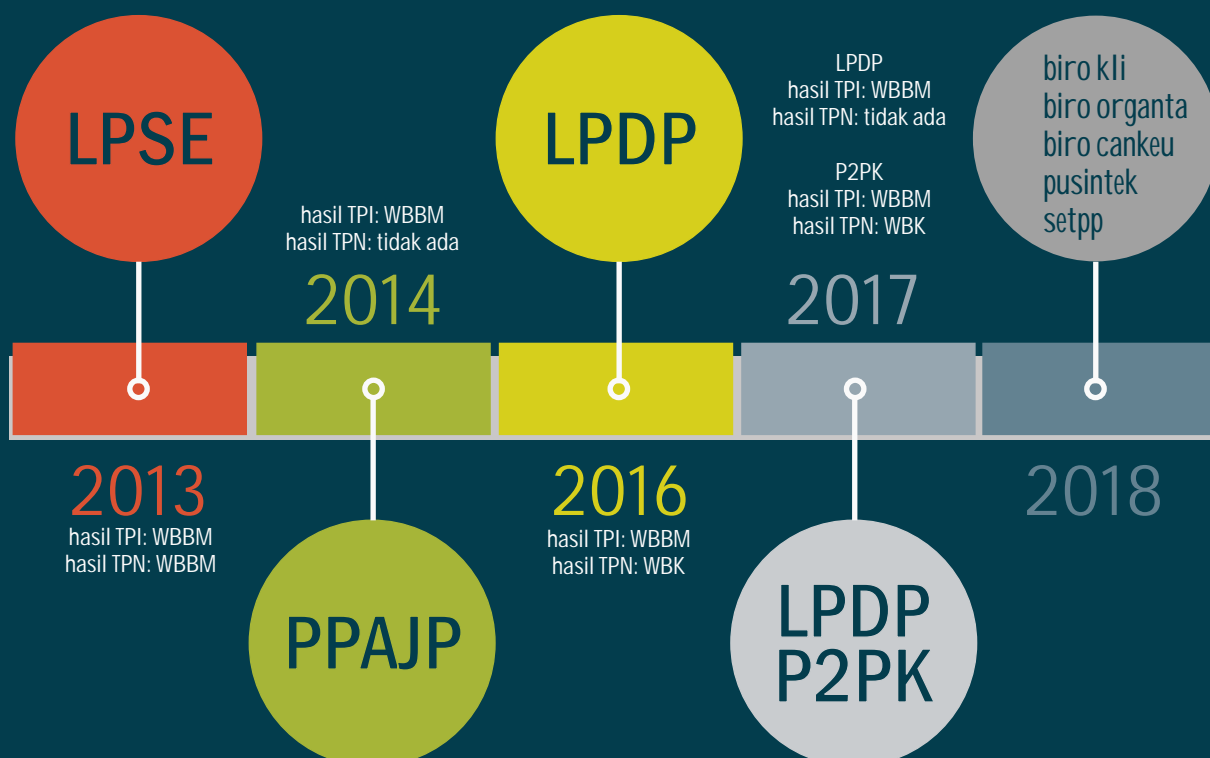 LPSE
2013
hasil TPI: WBBM
hasil TPN: WBBM
hasil TPI: WBBM
hasil TPN: tidak ada
2014
PPAJP
LPDP
2016
hasil TPI: WBBM
hasil TPN: WBK
LPDP
hasil TPI: WBBM
hasil TPN: tidak ada
P2PK
hasil TPI: WBBM
hasil TPN: WBK
2017
LPDP
P2PK
biro kli
biro organta
biro cankeu
pusintek
setpp
2018